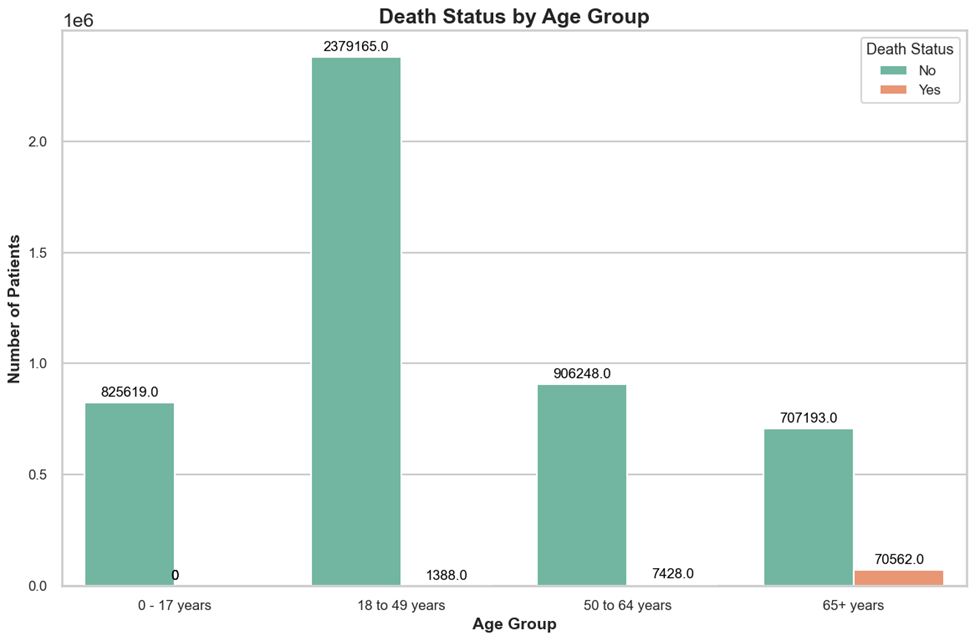 Death Status by Age Group
1e6
Death Status
No
Yes
Number of Patients
2.0
1.5
1.0
0.5
0.0
825619.0
0
2379165.0
1388.0
906248.0
7428.0
707193.0
70562.0
0 - 17 years
18 to 49 years
50 to 64 years
65+ years
Age Group